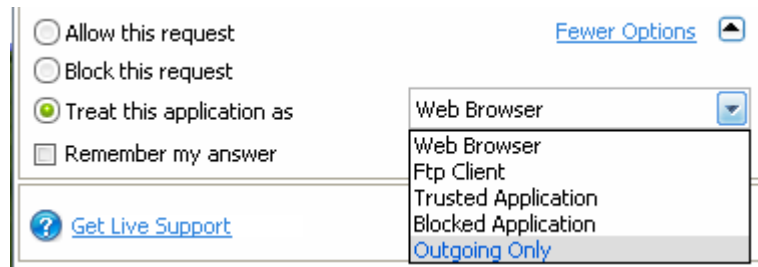 Allow this request
Fewer Options
Block this request
Treat this application as
Web Browser
Remember my answer
Web Browser
Ftp Client
Trusted Application
Blocked Application
Outgoing Only
? Get Live Support